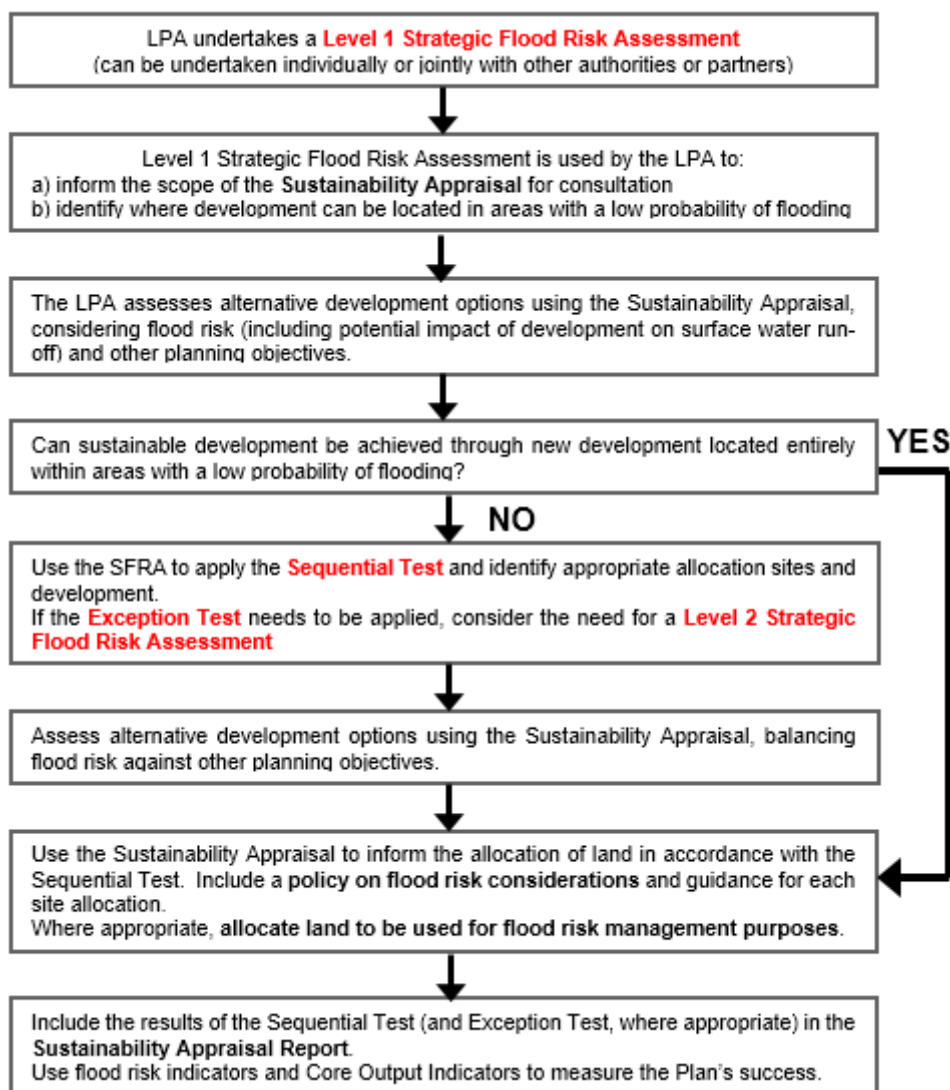 LPA undertakes a Level 1 Strategic Flood Risk Assessment
(can be undertaken individually or jointly with other authorities or partners)
Level 1 Strategic Flood Risk Assessment is used by the LPA to:
a) inform the scope of the Sustainability Appraisal for consultation
b) identify where development can be located in areas with a low probability of flooding
The LPA assesses alternative development options using the Sustainability Appraisal,
considering flood risk (including potential impact of development on surface water run-
off) and other planning objectives.
Can sustainable development be achieved through new development located entirely
within areas with a low probability of flooding?
YES
NO
Use the SFRA to apply the Sequential Test and identify appropriate allocation sites and
development.
If the Exception Test needs to be applied, consider the need for a Level 2 Strategic
Flood Risk Assessment
Assess alternative development options using the Sustainability Appraisal, balancing
flood risk against other planning objectives.
Use the Sustainability Appraisal to inform the allocation of land in accordance with the
Sequential Test. Include a policy on flood risk considerations and guidance for each
site allocation.
Where appropriate, allocate land to be used for flood risk management purposes.
Include the results of the Sequential Test (and Exception Test, where appropriate) in the
Sustainability Appraisal Report.
Use flood risk indicators and Core Output Indicators to measure the Plan's success.